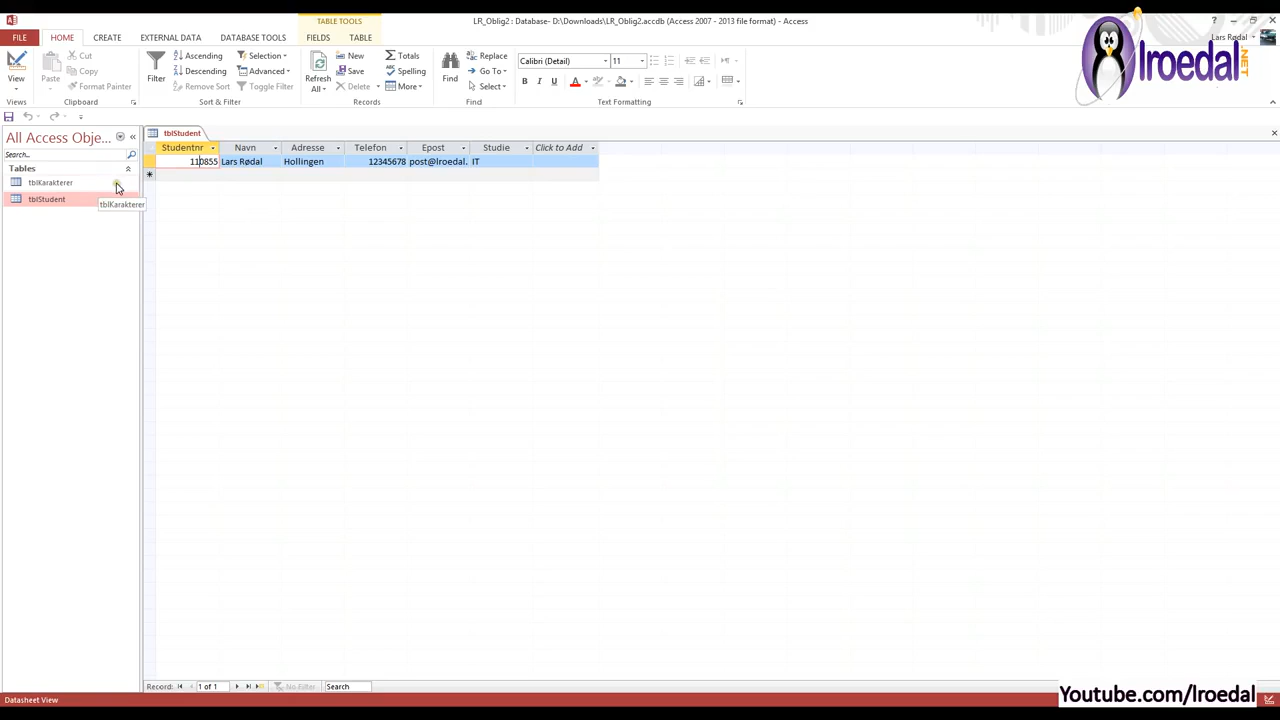 TABLE TOOLS
LR_Oblig2 : Database- D:\Downloads\LR_Oblig2.accdb (Access 2007 - 2013 file format) - Access
FILE HOME CREATE EXTERNAL DATA DATABASE TOOLS FIELDS TABLE
Lars Rødal
lroedal.NET
View
Views
Paste
Cut
Copy
Format Painter
Clipboard
Filter
Ascending
Descending
Remove Sort
Selection
Advanced
Toggle Filter
Sort & Filter
Refresh All
New
Save
Delete
Totals
Spelling
More
Records
Find
Replace
Go To
Select
Find
Calibri (Detail) 11
B I U A
Text Formatting
All Access Obje...
Search...
Tables
tblKarakterer
tblStudent
tblKarakterer
tblStudent
Studentnr Navn Adresse Telefon Epost Studie Click to Add
110855 Lars Rødal Hollingen 12345678 post@lroedal. IT
Record: 1 of 1 No Filter Search
Datasheet View
Youtube.com/lroedal